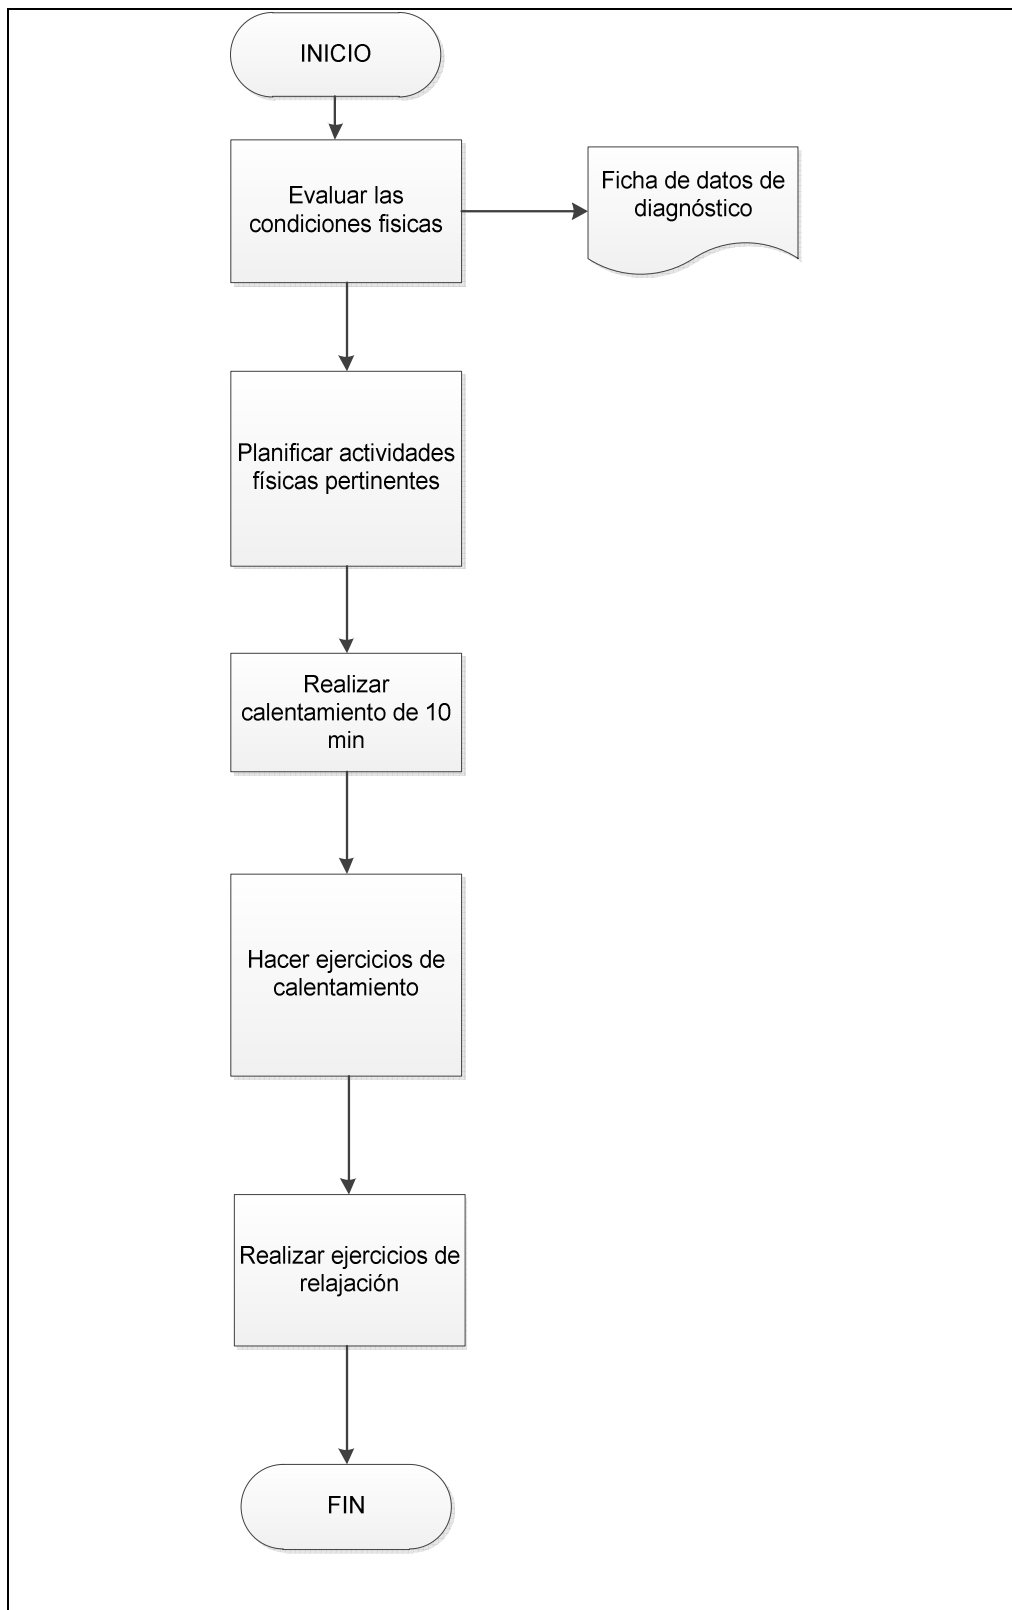 INICIO
Evaluar las
condiciones fisicas
Ficha de datos de
diagnóstico
Planificar actividades
físicas pertinentes
Realizar
calentamiento de 10
min
Hacer ejercicios de
calentamiento
Realizar ejercicios de
relajación
FIN